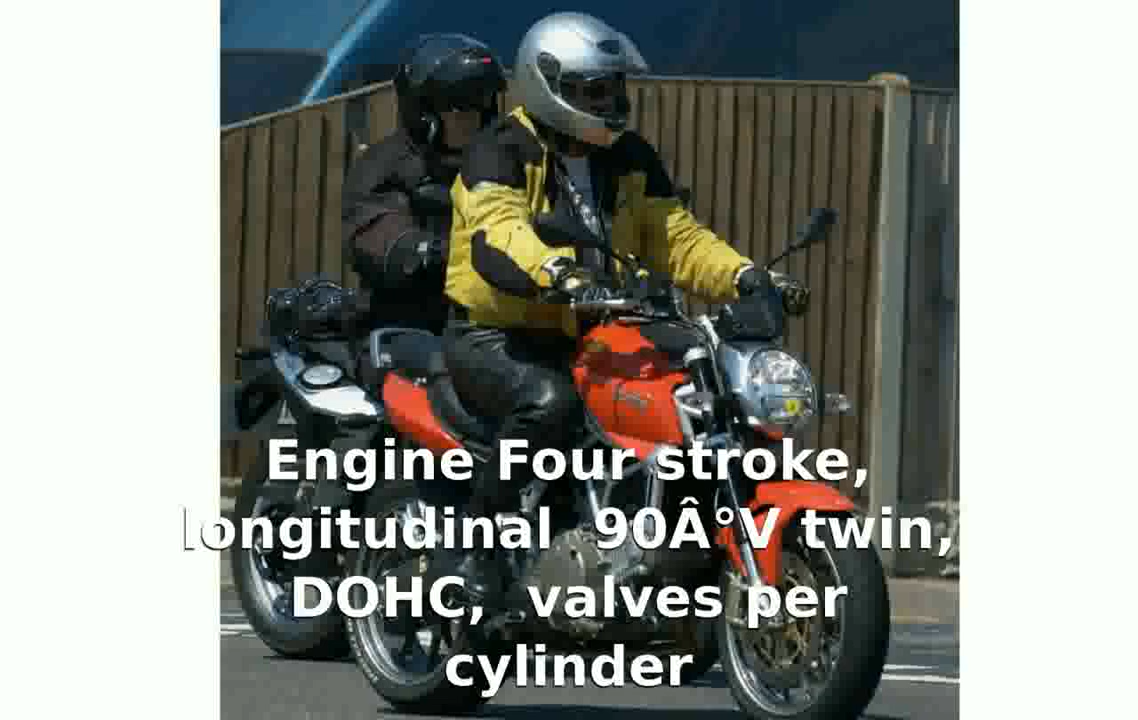 Engine Four stroke,
longitudinal  90Â°V twin,
DOHC,  valves per
cylinder